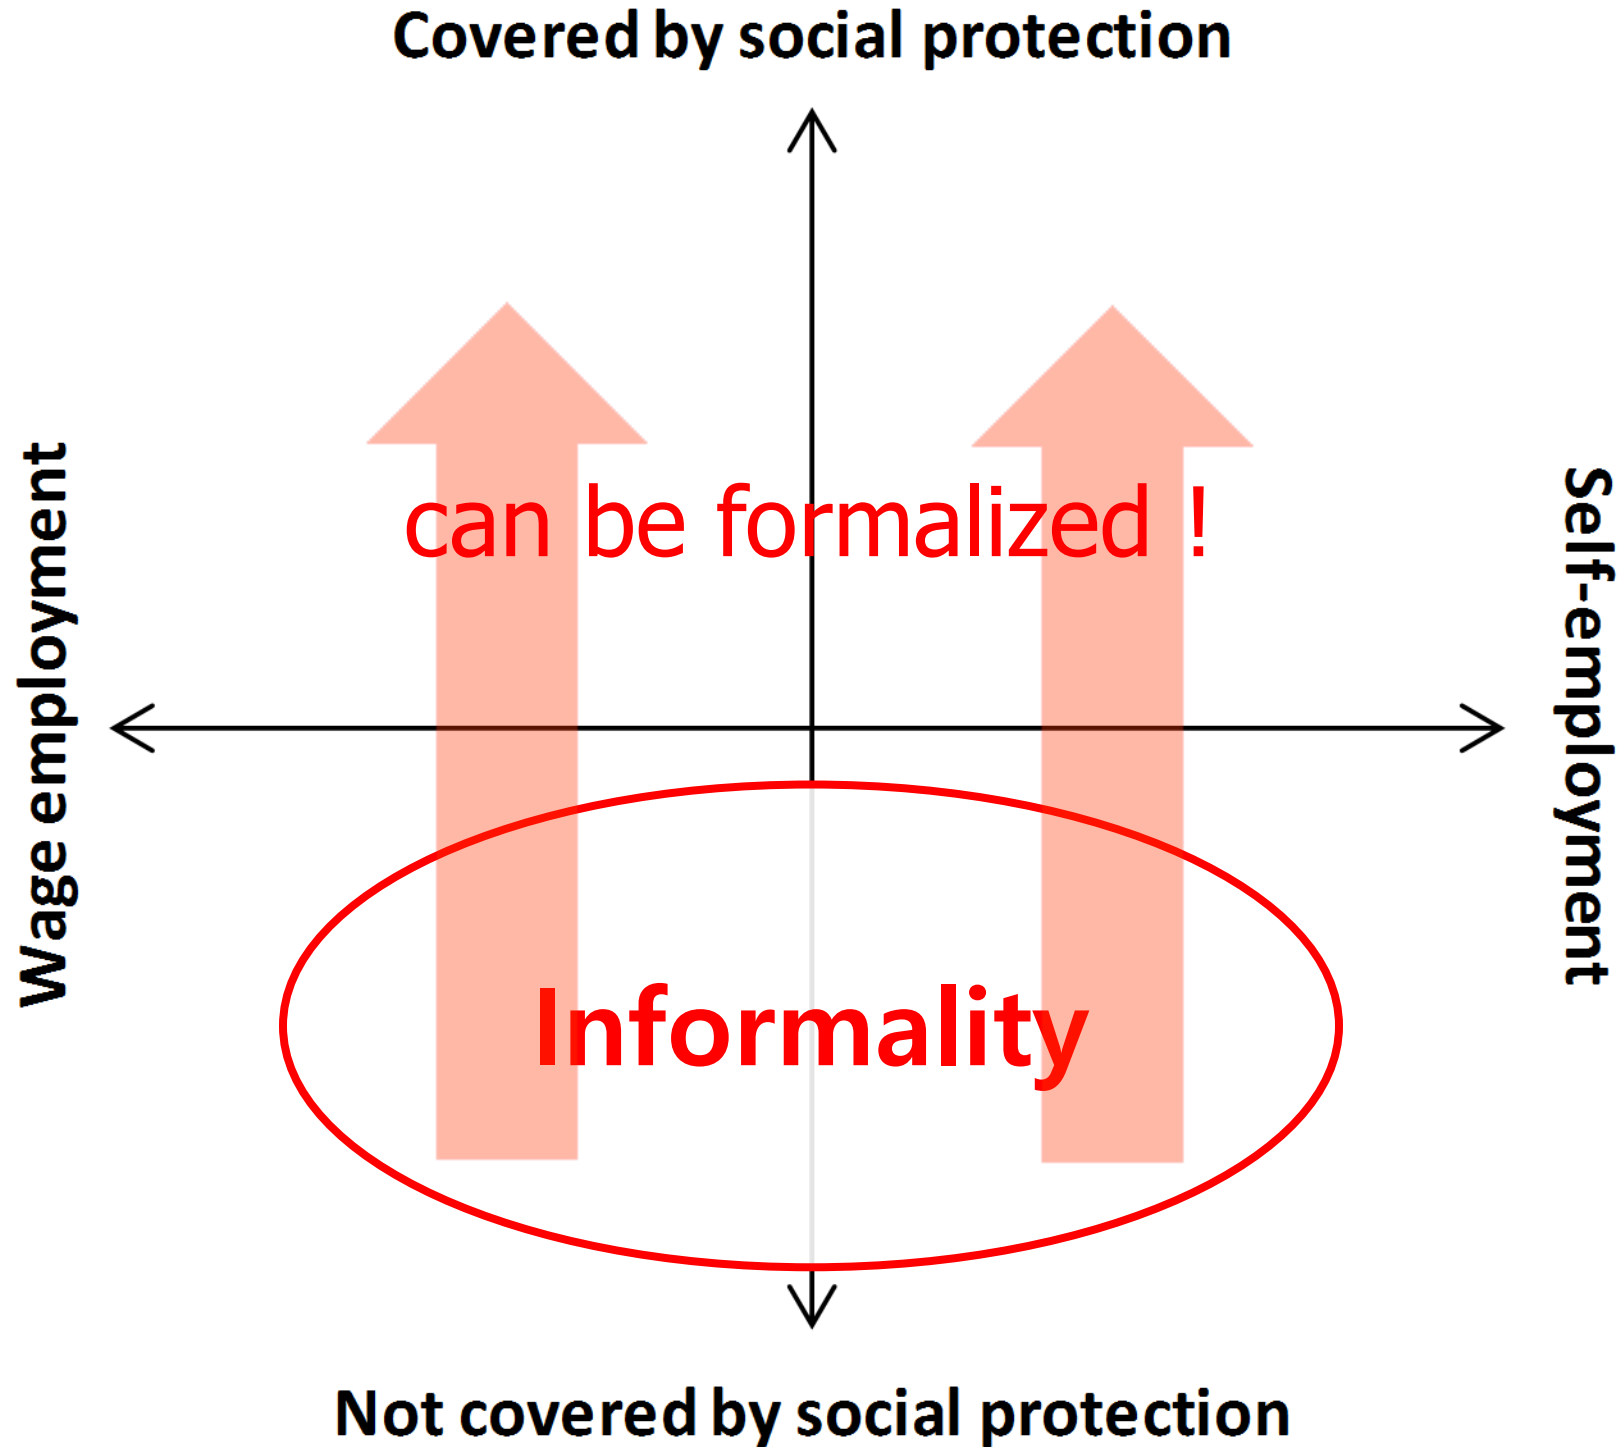 Covered by social protection
can be formalized !
Wage employment
Self-employment
Informality
Not covered by social protection